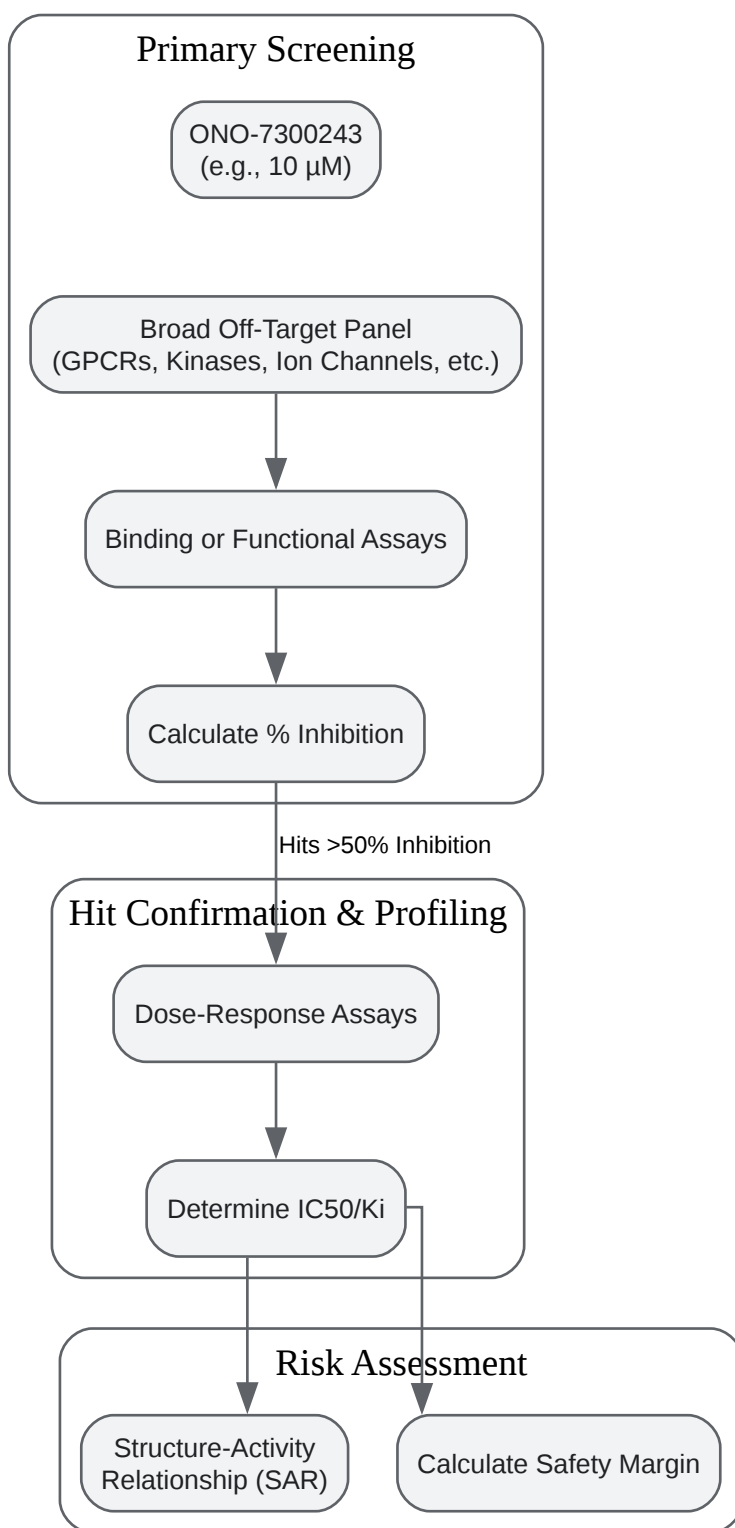 Primary Screening
ONO-7300243
(e.g., 10 µM)
Broad Off-Target Panel
(GPCRs, Kinases, Ion Channels, etc.)
Binding or Functional Assays
Calculate % Inhibition
Hits >50% Inhibition
Hit Confirmation & Profiling
Dose-Response Assays
Determine IC50/Ki
Risk Assessment
Structure-Activity
Relationship (SAR)
Calculate Safety Margin